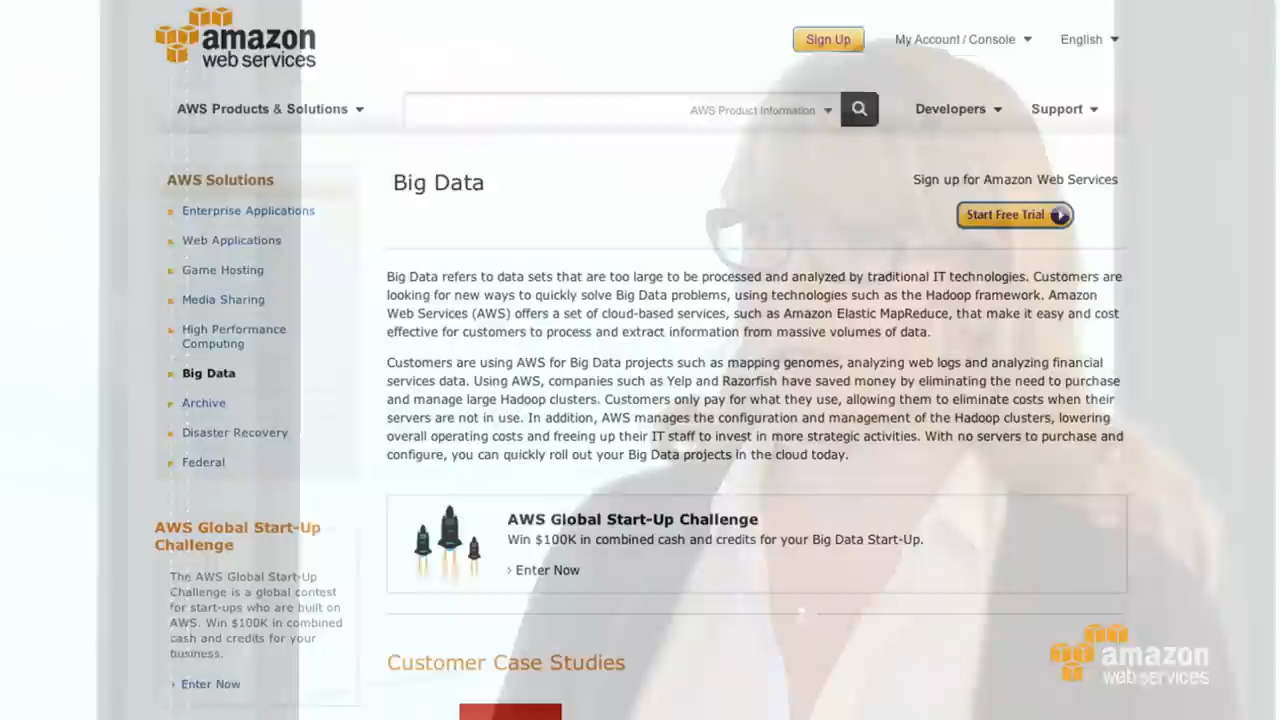 amazon
web services
Sign Up
My Account / Console
English
AWS Products & Solutions
AWS Product Information
Developers
Support
AWS Solutions
Enterprise Applications
Web Applications
Game Hosting
Media Sharing
High Performance
Computing
Big Data
Archive
Disaster Recovery
Federal
AWS Global Start-Up
Challenge
The AWS Global Start-Up
Challenge is a global contest
for start-ups who are built on
AWS. Win $100K in combined
cash and credits for your
business.
Enter Now
Big Data
Sign up for Amazon Web Services
Start Free Trial
Big Data refers to data sets that are too large to be processed and analyzed by traditional IT technologies. Customers are
looking for new ways to quickly solve Big Data problems, using technologies such as the Hadoop framework. Amazon
Web Services (AWS) offers a set of cloud-based services, such as Amazon Elastic MapReduce, that make it easy and cost
effective for customers to process and extract information from massive volumes of data.
Customers are using AWS for Big Data projects such as mapping genomes, analyzing web logs and analyzing financial
services data. Using AWS, companies such as Yelp and Razorfish have saved money by eliminating the need to purchase
and manage large Hadoop clusters. Customers only pay for what they use, allowing them to eliminate costs when their
servers are not in use. In addition, AWS manages the configuration and management of the Hadoop clusters, lowering
overall operating costs and freeing up their IT staff to invest in more strategic activities. With no servers to purchase and
configure, you can quickly roll out your Big Data projects in the cloud today.
AWS Global Start-Up Challenge
Win $100K in combined cash and credits for your Big Data Start-Up.
Enter Now
Customer Case Studies
amazon
web services